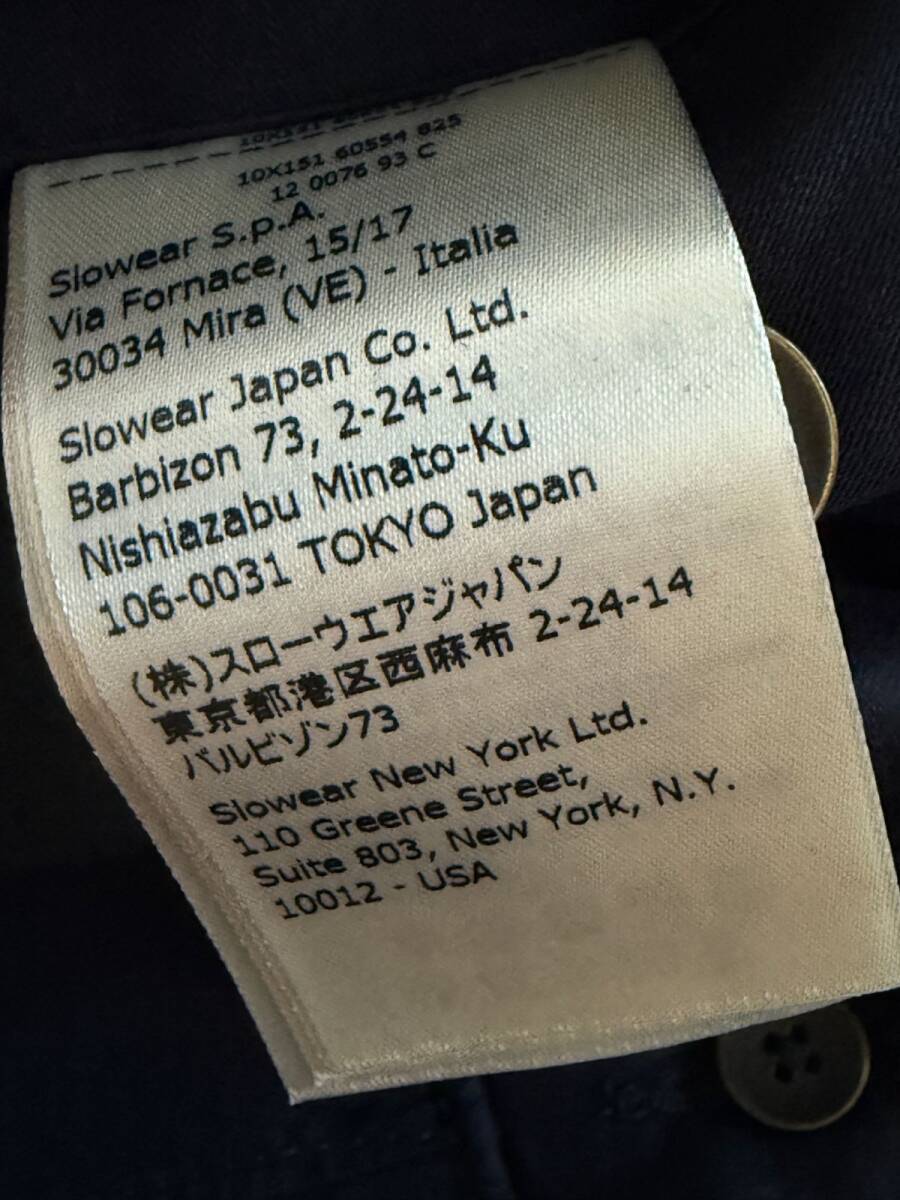 10X151 60554 825
12 0076 93 C
Slowear S.p.A.
Via Fornace, 15/17
30034 Mira (VE) - Italia
Slowear Japan Co. Ltd.
Barbizon 73, 2-24-14
Nishiazabu Minato-Ku
106-0031 TOKYO Japan
(株)スローウエアジャパン
東京都港区西麻布 2-24-14
バルビゾン73
Slowear New York Ltd.
110 Greene Street,
Suite 803, New York, N.Y.
10012 - USA